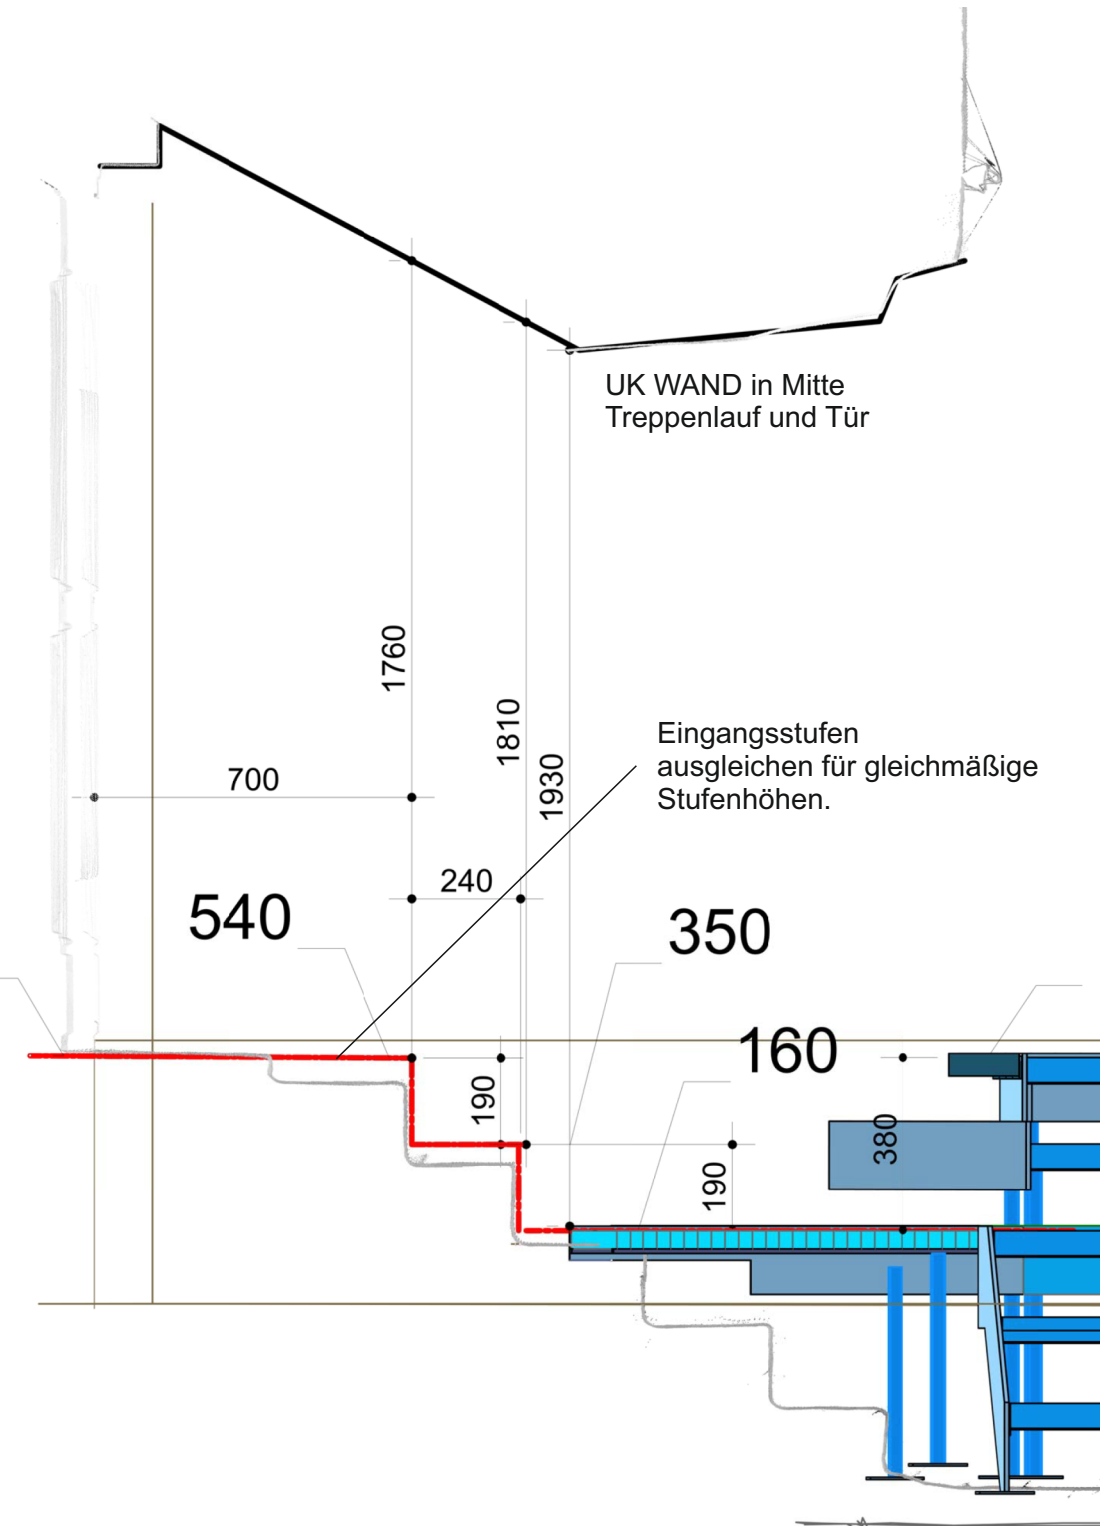 UK WAND in Mitte
Treppenlauf und Tür
1760
1810
1930
Eingangsstufen
ausgleichen für gleichmäßige
Stufenhöhen.
700
240
540
350
160
190
380
190